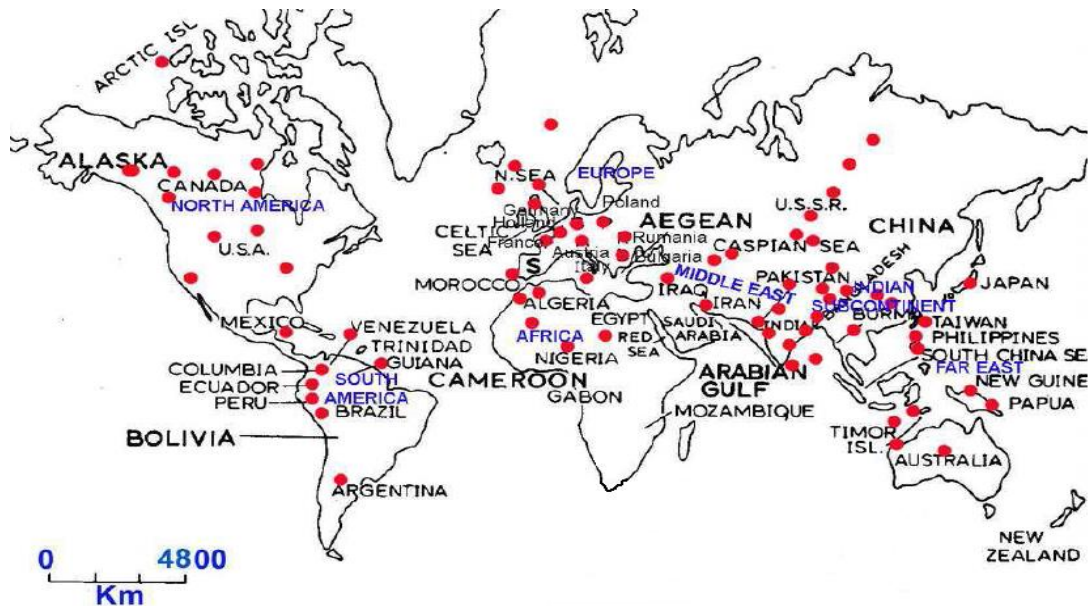 ARCTIC ISL
ALASKA
CANADA
NORTH AMERICA
U.S.A.
MEXICO
VENEZUELA
TRINIDAD
GUIANA
COLUMBIA
ECUADOR
PERU
SOUTH
AMERICA
BRAZIL
BOLIVIA
ARGENTINA
N.SEA
EUROPE
Germany
Holland
Poland
CELTIC
SEA
France
Austria
Italy
AEGEAN
Rumania
Bulgaria
S
MOROCCO
ALGERIA
EGYPT
AFRICA
NIGERIA
RED
SEA
CAMEROON
GABON
MOZAMBIQUE
U.S.S.R.
CHINA
CASPIAN SEA
MIDDLE EAST
IRAQ
IRAN
SAUDI
ARABIA
ARABIAN
GULF
PAKISTAN
INDIAN
SUBCONTINENT
INDIA
BURMA
JAPAN
TAIWAN
PHILIPPINES
SOUTH CHINA SE
FAR EAST
NEW GUINE
PAPUA
TIMOR
ISL.
AUSTRALIA
NEW
ZEALAND
0 4800
Km